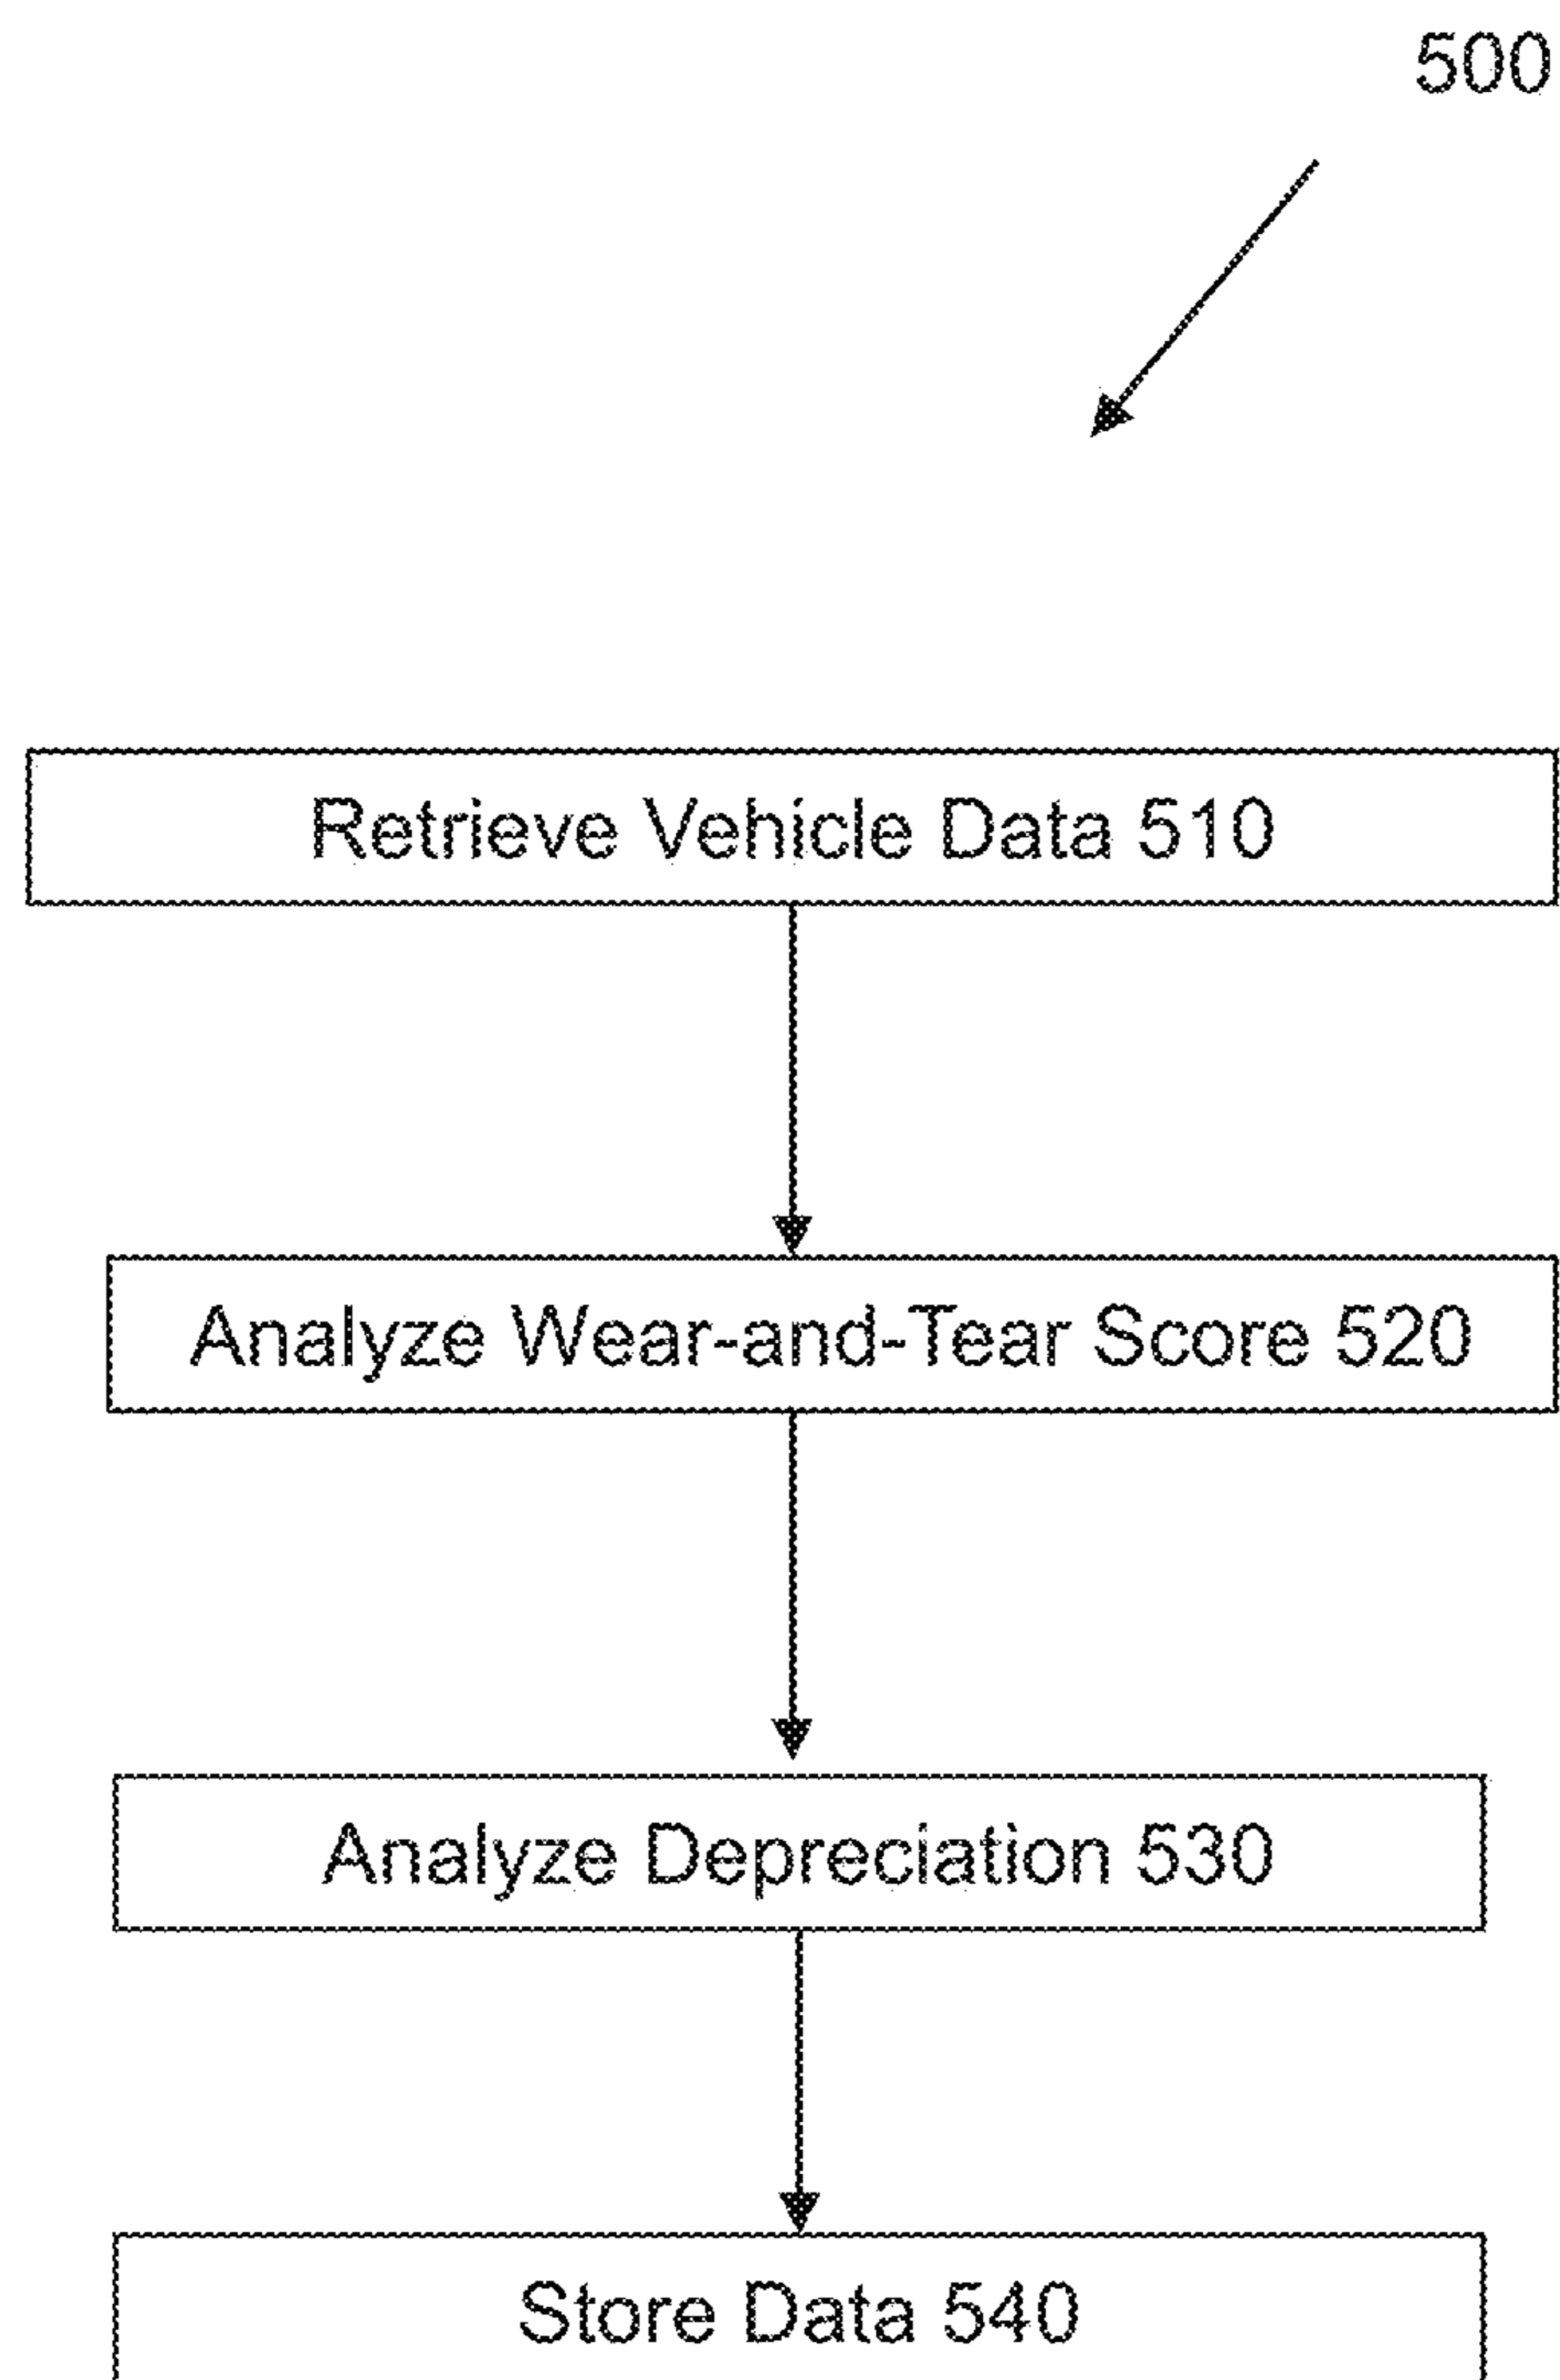 500
Retrieve Vehicle Data 510
Analyze Wear-and-Tear Score 520
Analyze Depreciation 530
Store Data 540